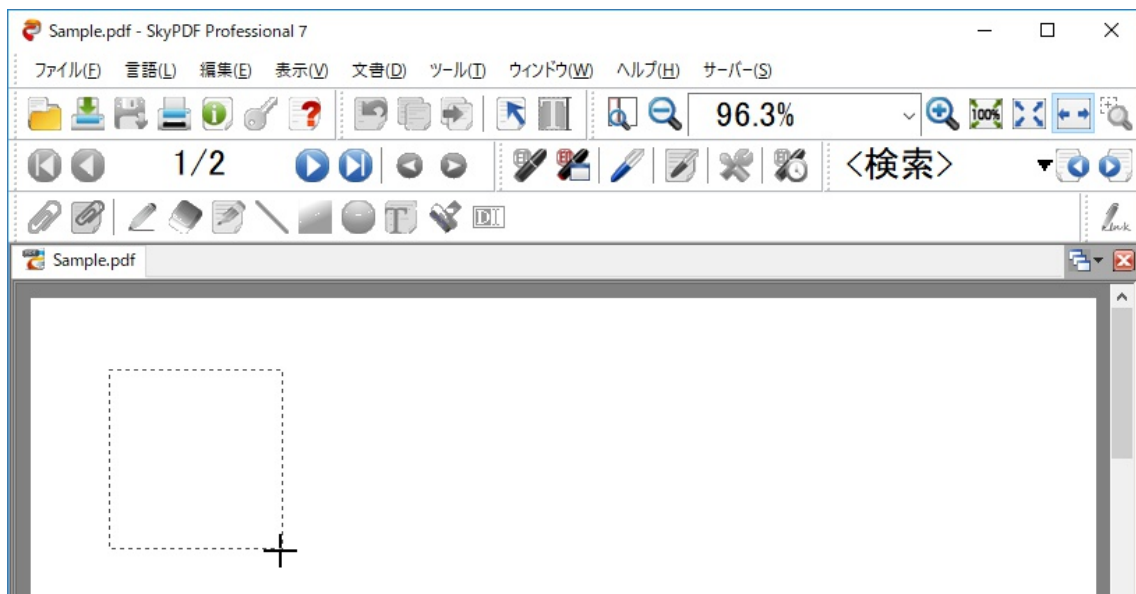 Sample.pdf - SkyPDF Professional 7
ファイル(F) 言語(L) 編集(E) 表示(V) 文書(D) ツール(T) ウィンドウ(W) ヘルプ(H) サーバー(S)
96.3% 100%
1/2 <検索>
T D Link
Sample.pdf